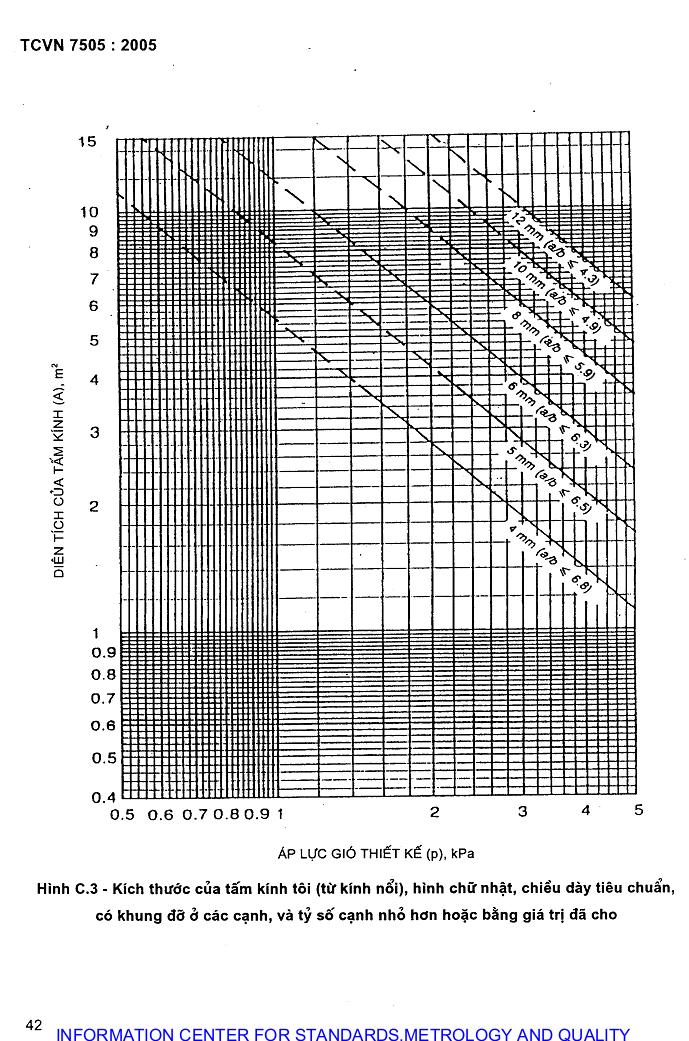 TCVN 7505 : 2005
15
10
9
8
7
6
5
4
3
2
1
0.9
0.8
0.7
0.6
0.5
0.4
DIỆN TÍCH CỦA TẤM KÍNH (A), m²
12 mm (a/b ≤ 4.3)
10 mm (a/b ≤ 4.9)
8 mm (a/b ≤ 5.9)
6 mm (a/b ≤ 6.3)
5 mm (a/b ≤ 6.5)
4 mm (a/b ≤ 6.8)
0.5 0.6 0.7 0.8 0.9 1 2 3 4 5
ÁP LỰC GIÓ THIẾT KẾ (p), kPa
Hình C.3 - Kích thước của tấm kính tôi (từ kính nổi), hình chữ nhật, chiều dày tiêu chuẩn,
có khung đỡ ở các cạnh, và tỷ số cạnh nhỏ hơn hoặc bằng giá trị đã cho
42
INFORMATION CENTER FOR STANDARDS.METROLOGY AND QUALITY